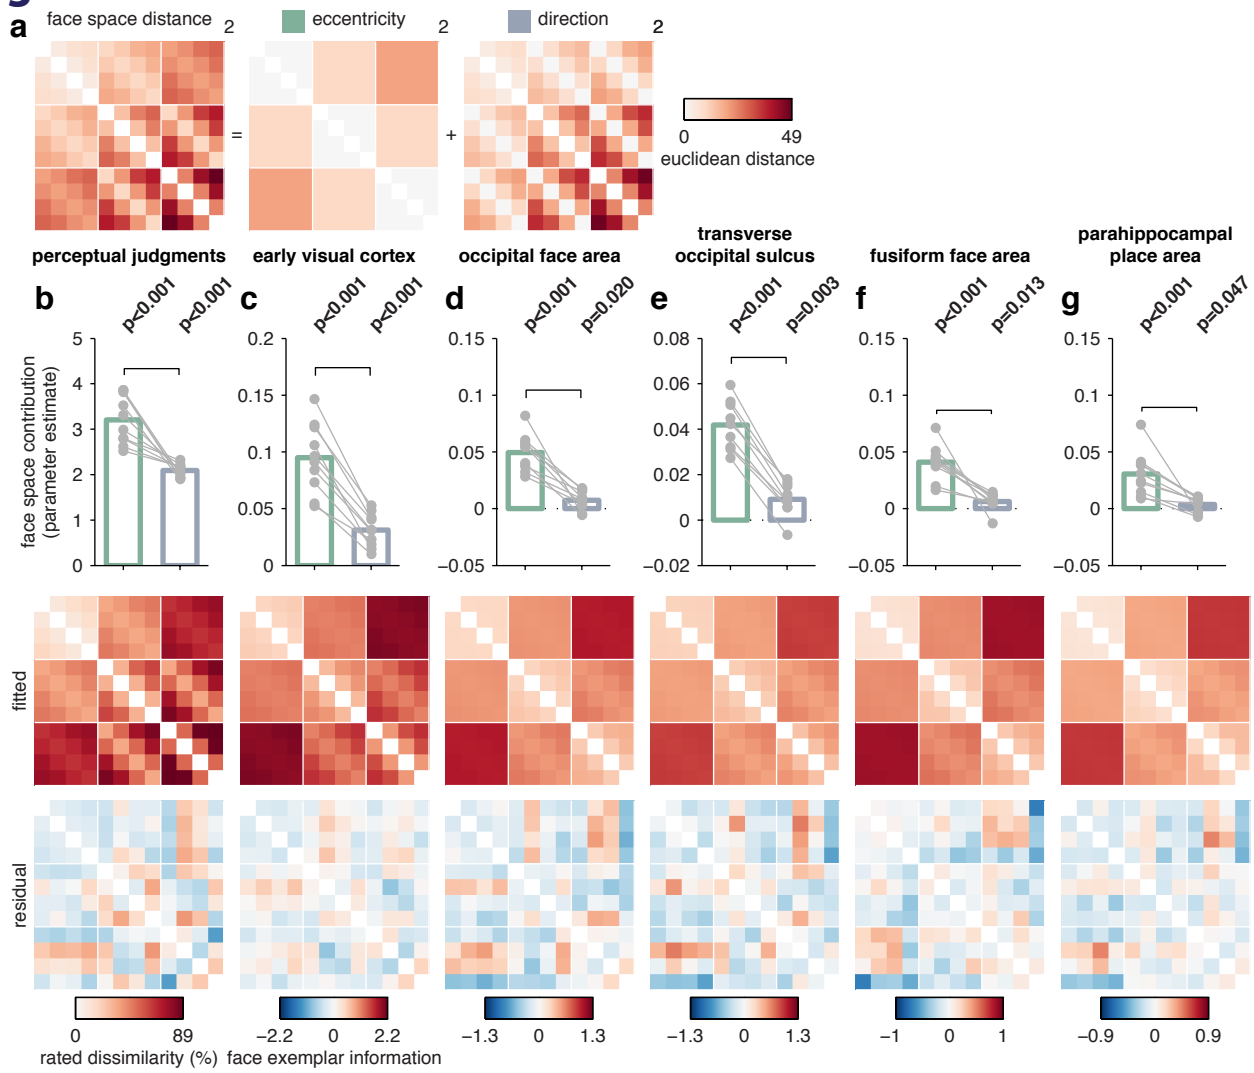 a face space distance 2 eccentricity 2 direction 2
= +
0 49
euclidean distance
perceptual judgments early visual cortex occipital face area transverse occipital sulcus fusiform face area parahippocampal place area
b p<0.001 p<0.001 c p<0.001 p<0.001 d p<0.001 p=0.020 e p<0.001 p=0.003 f p<0.001 p=0.013 g p<0.001 p=0.047
face space contribution
(parameter estimate)
5 4 3 2 1 0
0.2 0.15 0.1 0.05 0
0.15 0.1 0.05 0 −0.05
0.08 0.06 0.04 0.02 0 −0.02
0.15 0.1 0.05 0 −0.05
0.15 0.1 0.05 0 −0.05
fitted
residual
0 89 −2.2 0 2.2 −1.3 0 1.3 −1.3 0 1.3 −1 0 1 −0.9 0 0.9
rated dissimilarity (%) face exemplar information